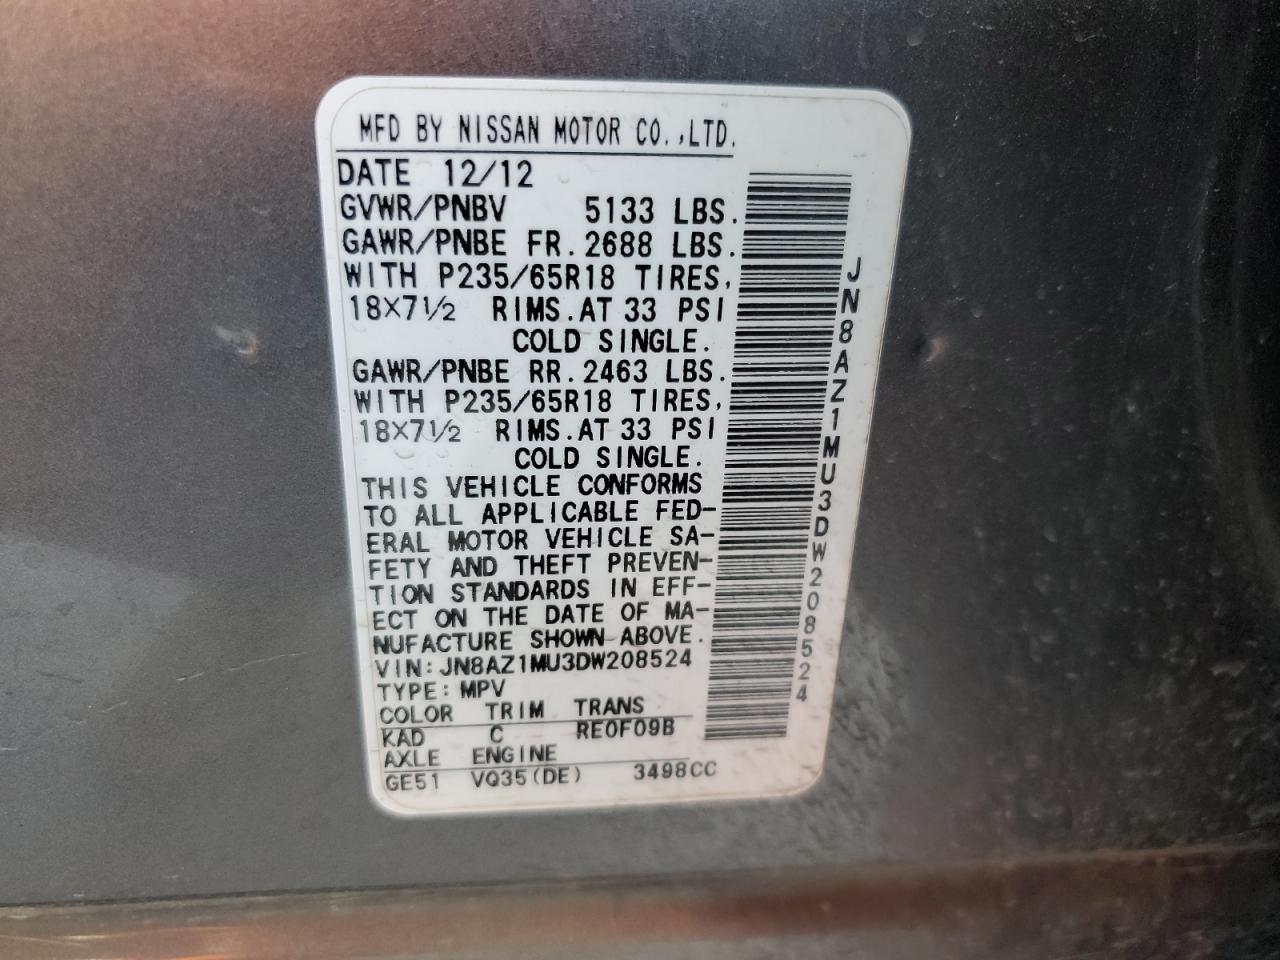 MFD BY NISSAN MOTOR CO.,LTD.
DATE 12/12
GVWR/PNBV 5133 LBS.
GAWR/PNBE FR. 2688 LBS.
WITH P235/65R18 TIRES,
18X7½ RIMS. AT 33 PSI
COLD SINGLE.
GAWR/PNBE RR. 2463 LBS.
WITH P235/65R18 TIRES,
18X7½ RIMS. AT 33 PSI
COLD SINGLE.
THIS VEHICLE CONFORMS
TO ALL APPLICABLE FED-
ERAL MOTOR VEHICLE SA-
FETY AND THEFT PREVEN-
TION STANDARDS IN EFF-
ECT ON THE DATE OF MA-
NUFACTURE SHOWN ABOVE.
VIN: JN8AZ1MU3DW208524
TYPE: MPV
COLOR TRIM TRANS
KAD C RE0F09B
AXLE ENGINE
GE51 VQ35(DE) 3498CC
JN8AZ1MU3DW208524